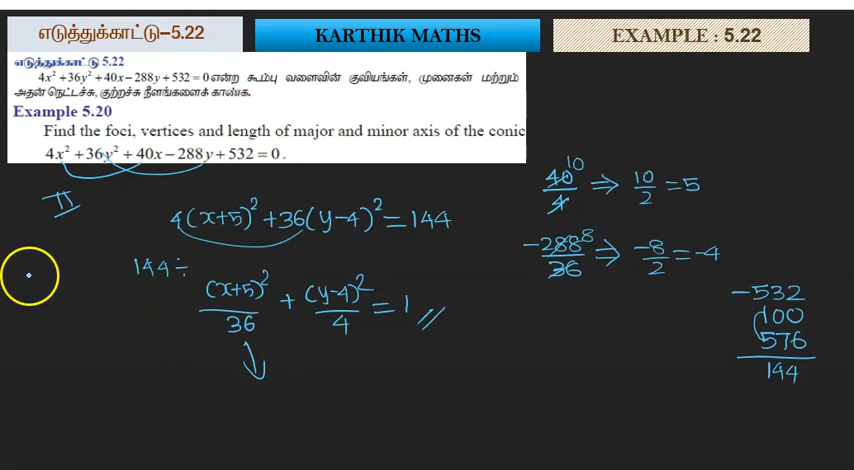 எடுத்துக்காட்டு-5.22
KARTHIK MATHS
EXAMPLE : 5.22
எடுத்துக்காட்டு 5.22
4x² +36y² +40x−288y+532 = 0 என்ற கூம்பு வளைவின் குவியங்கள், முனைகள் மற்றும்
அதன் நெட்டச்சு, குற்றச்சு நீளங்களைக் காண்க.
Example 5.20
Find the foci, vertices and length of major and minor axis of the conic
4x² +36y² +40x−288y+532 = 0.
II
4(x+5)² +36(y−4)² = 144
144 ÷
(x+5)²/36 + (y−4)²/4 = 1 //
40/4 10 ⇒ 10/2 = 5
−288/36 8 ⇒ −8/2 = −4
−532
100
576
144